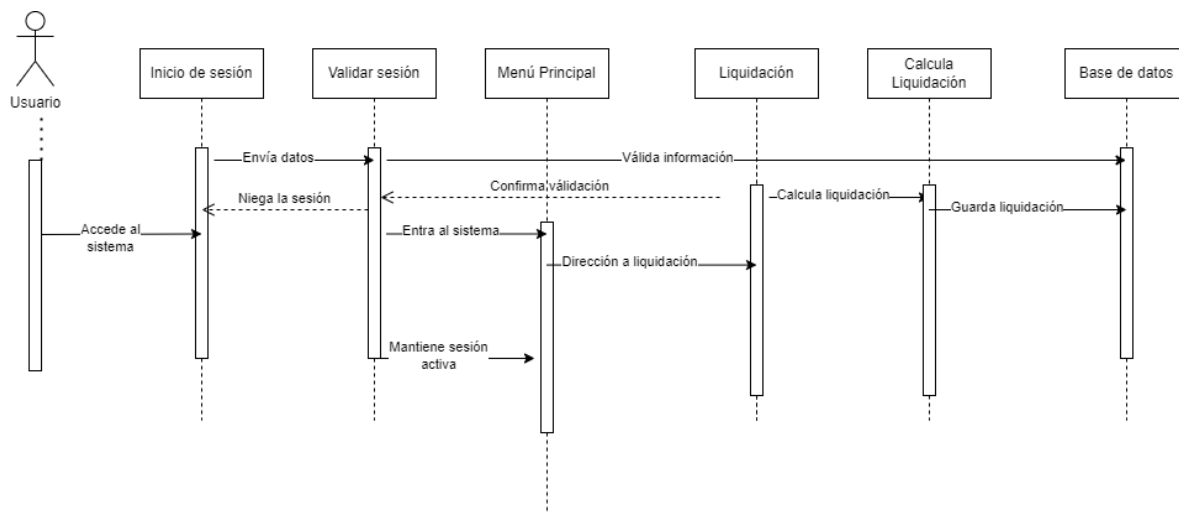 Usuario
Inicio de sesión
Validar sesión
Menú Principal
Liquidación
Calcula
Liquidación
Base de datos
Envía datos
Válida información
Confirma válidación
Niega la sesión
Calcula liquidación
Guarda liquidación
Accede al
sistema
Entra al sistema
Dirección a liquidación
Mantiene sesión
activa